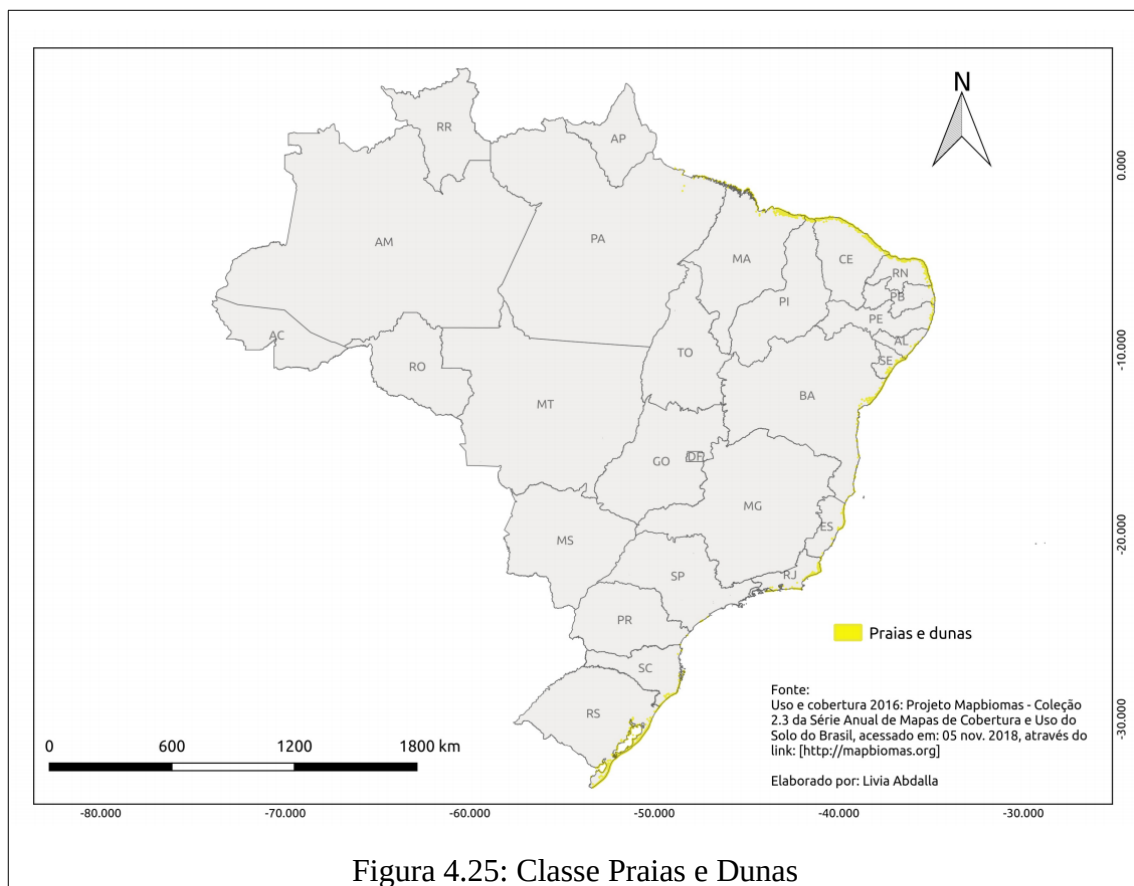 N
RR
AP
AM
PA
MA
CE
RN
PB
PI
PE
AL
SE
AC
RO
TO
MT
BA
GO
DF
MG
MS
ES
SP
RJ
PR
SC
RS
0.000
-10.000
-20.000
-30.000
Praias e dunas
Fonte:
Uso e cobertura 2016: Projeto Mapbiomas - Coleção
2.3 da Série Anual de Mapas de Cobertura e Uso do
Solo do Brasil, acessado em: 05 nov. 2018, através do
link: [http://mapbiomas.org]
Elaborado por: Livia Abdalla
0 600 1200 1800 km
-80.000 -70.000 -60.000 -50.000 -40.000 -30.000
Figura 4.25: Classe Praias e Dunas